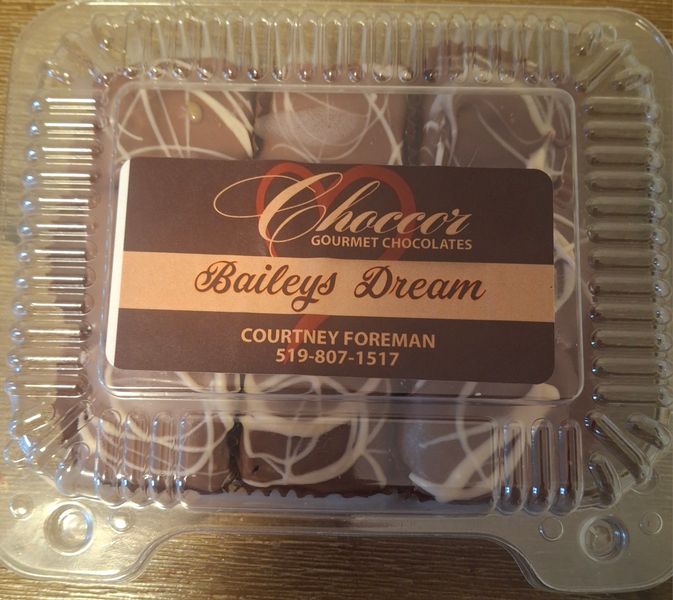 Choccor
GOURMET CHOCOLATES
Baileys Dream
COURTNEY FOREMAN
519-807-1517